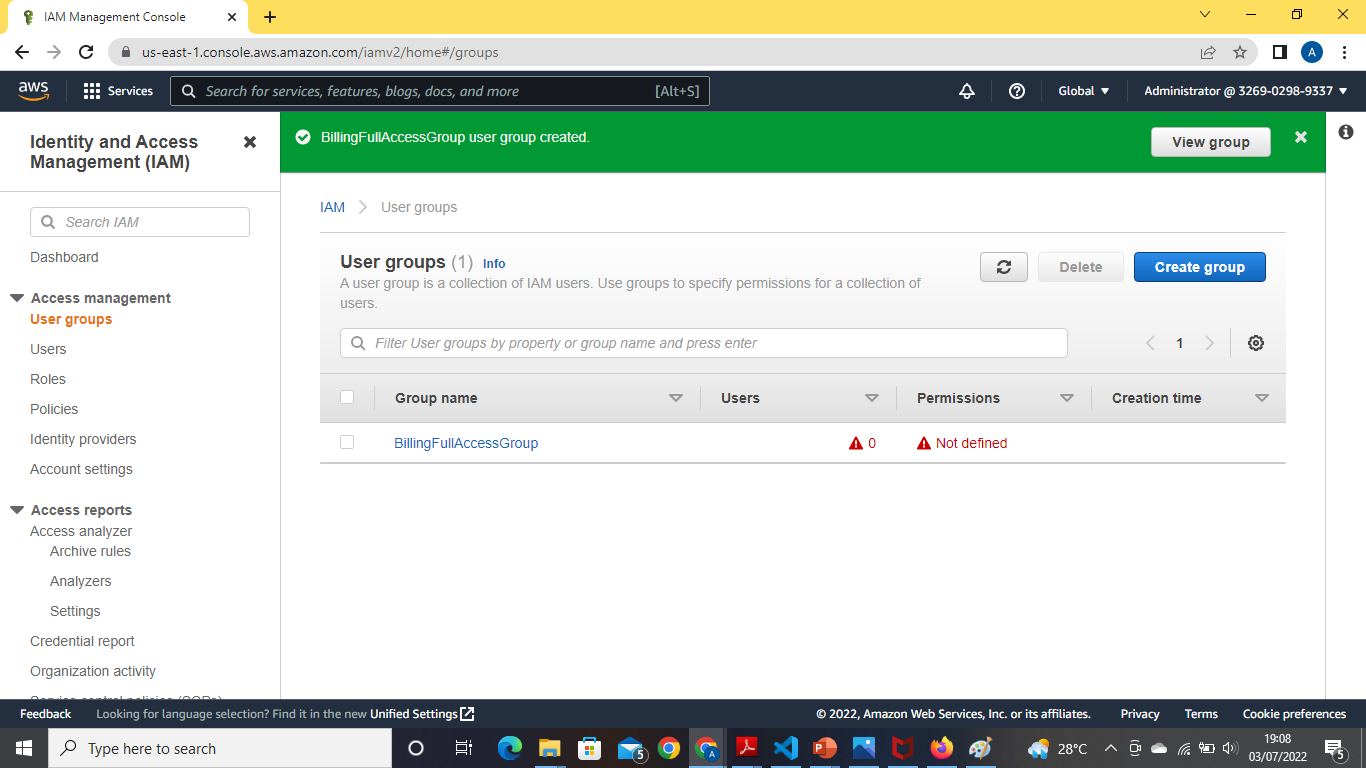 IAM Management Console
us-east-1.console.aws.amazon.com/iamv2/home#/groups
A
aws
Services
Search for services, features, blogs, docs, and more
[Alt+S]
Global
Administrator @ 3269-0298-9337
Identity and Access
Management (IAM)
Search IAM
Dashboard
Access management
User groups
Users
Roles
Policies
Identity providers
Account settings
Access reports
Access analyzer
Archive rules
Analyzers
Settings
Credential report
Organization activity
Service control policies (SCPs)
BillingFullAccessGroup user group created.
View group
IAM
User groups
User groups (1) Info
A user group is a collection of IAM users. Use groups to specify permissions for a collection of
users.
Delete
Create group
Filter User groups by property or group name and press enter
1
Group name
Users
Permissions
Creation time
BillingFullAccessGroup
0
Not defined
Feedback
Looking for language selection? Find it in the new Unified Settings
© 2022, Amazon Web Services, Inc. or its affiliates.
Privacy
Terms
Cookie preferences
Type here to search
5
A
28°C
19:08
03/07/2022
5